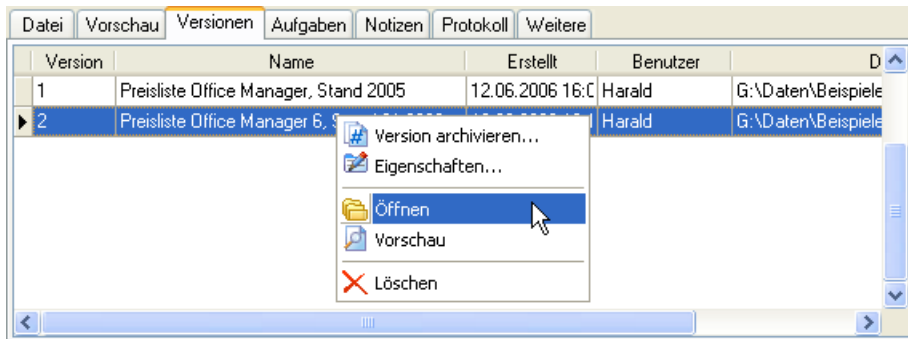 Datei Vorschau Versionen Aufgaben Notizen Protokoll Weitere
Version Name Erstellt Benutzer D
1 Preisliste Office Manager, Stand 2005 12.06.2006 16:0 Harald G:\Daten\Beispiele
2 Preisliste Office Manager 6, Harald G:\Daten\Beispiele
Version archivieren...
Eigenschaften...
Öffnen
Vorschau
Löschen